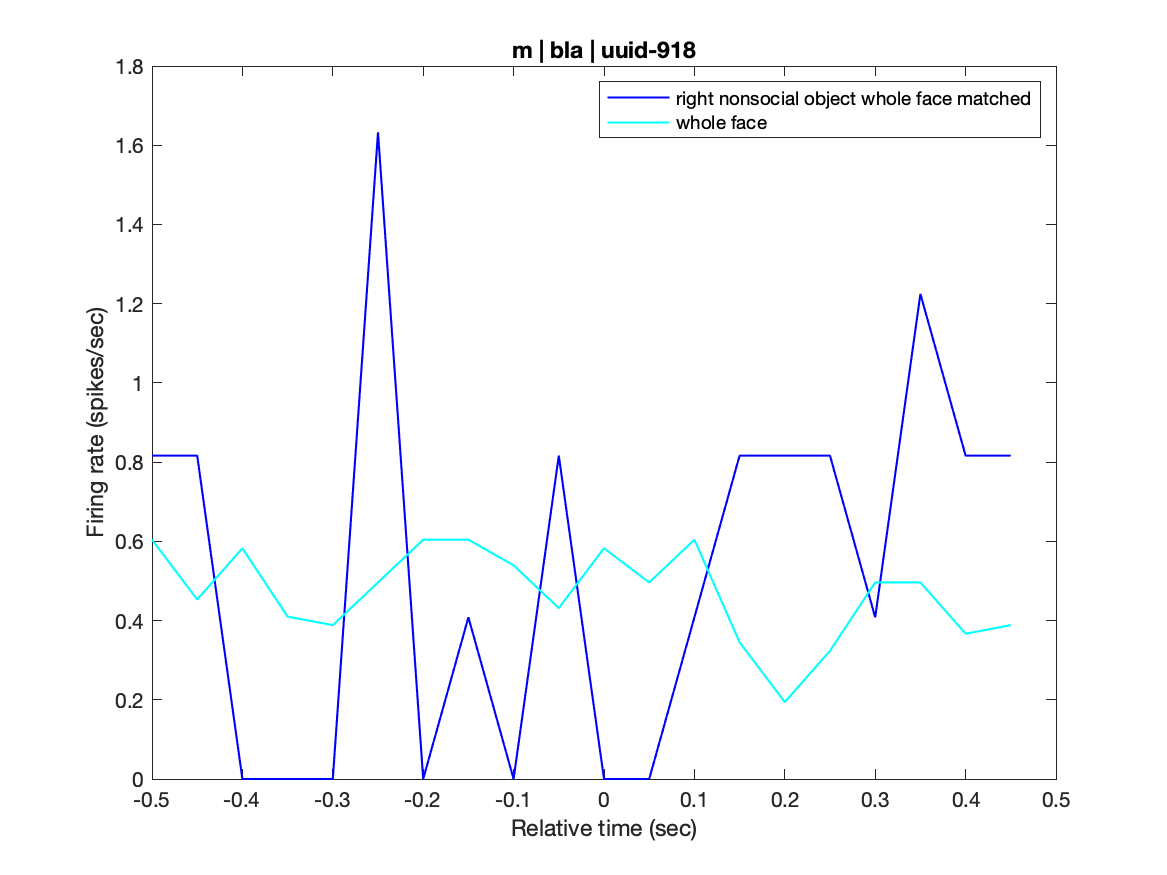 m | bla | uuid-918
right nonsocial object whole face matched
whole face
Firing rate (spikes/sec)
1.8
1.6
1.4
1.2
1
0.8
0.6
0.4
0.2
0
-0.5 -0.4 -0.3 -0.2 -0.1 0 0.1 0.2 0.3 0.4 0.5
Relative time (sec)